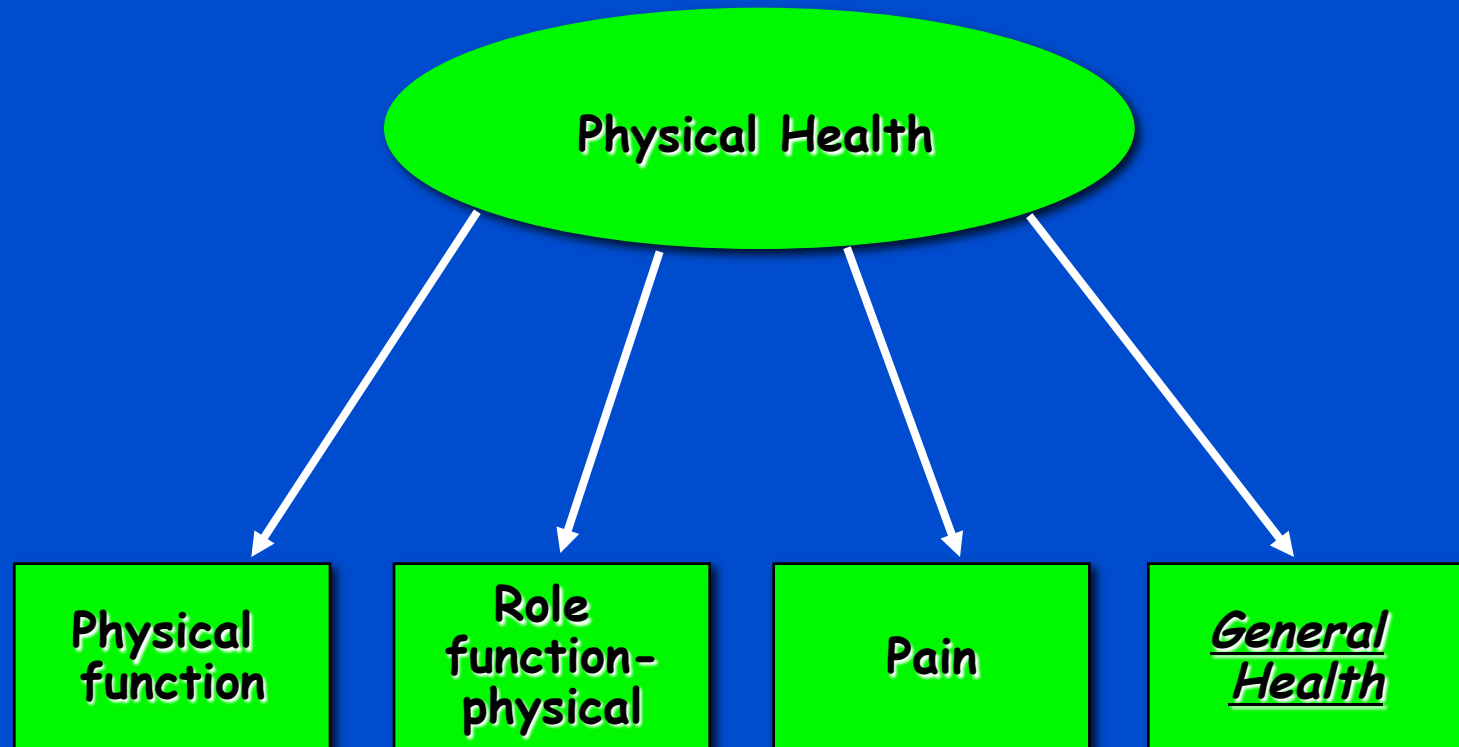 Physical Health
Physical
function
Role
function-
physical
Pain
General
Health